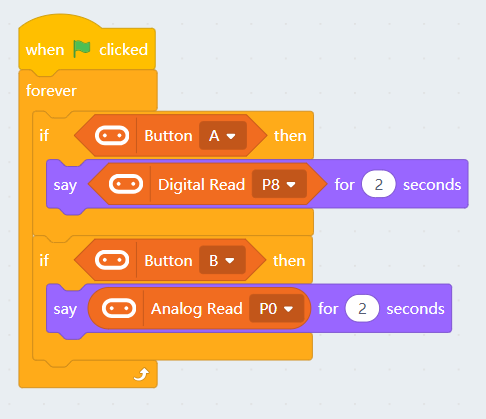 when clicked
forever
if Button A then
say Digital Read P8 for 2 seconds
if Button B then
say Analog Read P0 for 2 seconds